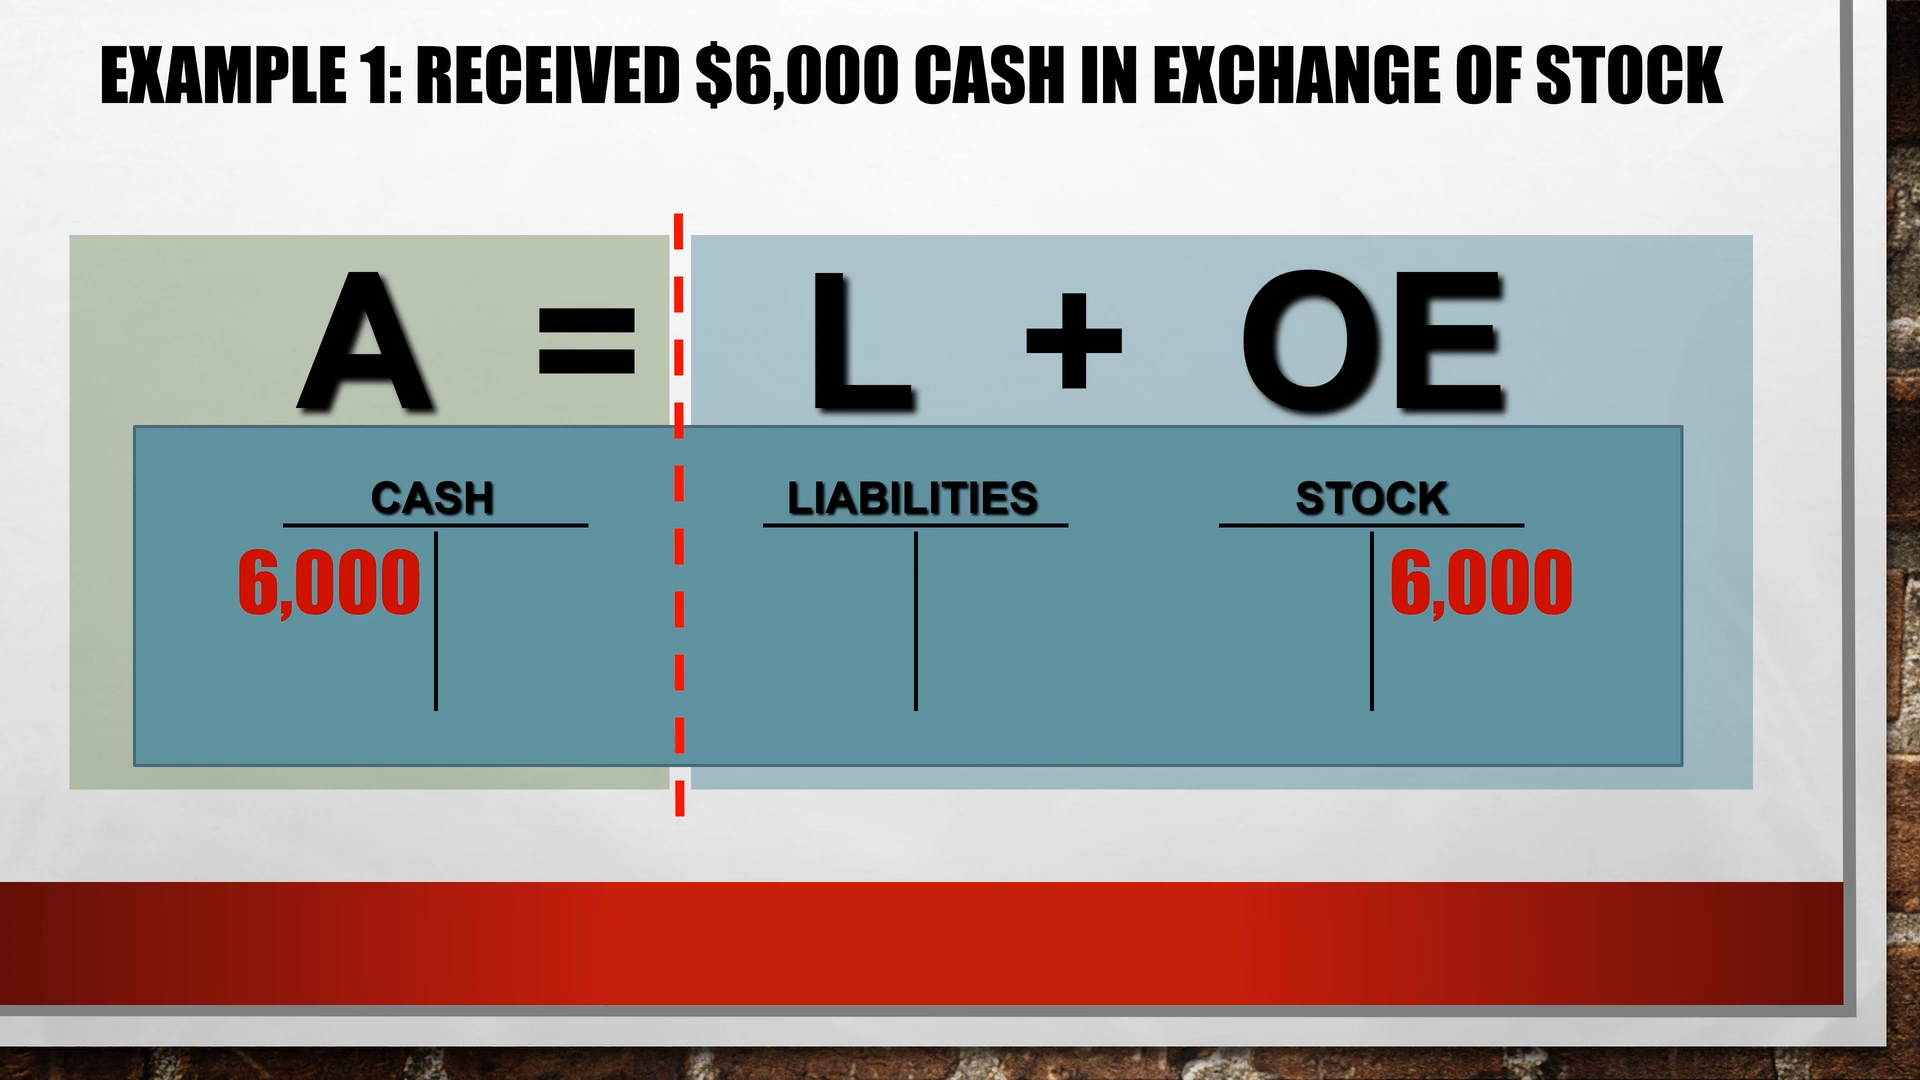 EXAMPLE 1: RECEIVED $6,000 CASH IN EXCHANGE OF STOCK
A = L + OE
CASH LIABILITIES STOCK
6,000 6,000